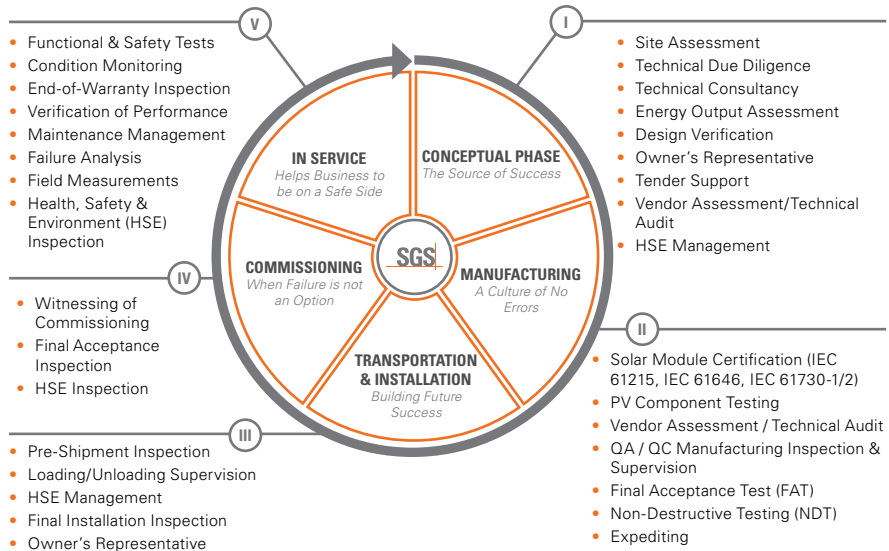 V
• Functional & Safety Tests
• Condition Monitoring
• End-of-Warranty Inspection
• Verification of Performance
• Maintenance Management
• Failure Analysis
• Field Measurements
• Health, Safety &
Environment (HSE)
Inspection
I
• Site Assessment
• Technical Due Diligence
• Technical Consultancy
• Energy Output Assessment
• Design Verification
• Owner's Representative
• Tender Support
• Vendor Assessment/Technical
Audit
• HSE Management
IN SERVICE
Helps Business to
be on a Safe Side
CONCEPTUAL PHASE
The Source of Success
SGS
COMMISSIONING
When Failure is not
an Option
MANUFACTURING
A Culture of No
Errors
TRANSPORTATION
& INSTALLATION
Building Future
Success
IV
• Witnessing of
Commissioning
• Final Acceptance
Inspection
• HSE Inspection
II
• Solar Module Certification (IEC
61215, IEC 61646, IEC 61730-1/2)
• PV Component Testing
• Vendor Assessment / Technical Audit
• QA / QC Manufacturing Inspection &
Supervision
• Final Acceptance Test (FAT)
• Non-Destructive Testing (NDT)
• Expediting
III
• Pre-Shipment Inspection
• Loading/Unloading Supervision
• HSE Management
• Final Installation Inspection
• Owner's Representative